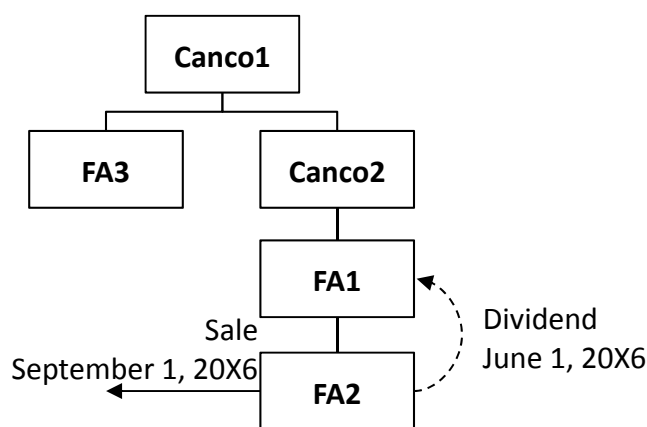 Canco1
FA3
Canco2
FA1
Sale
September 1, 20X6
Dividend
June 1, 20X6
FA2